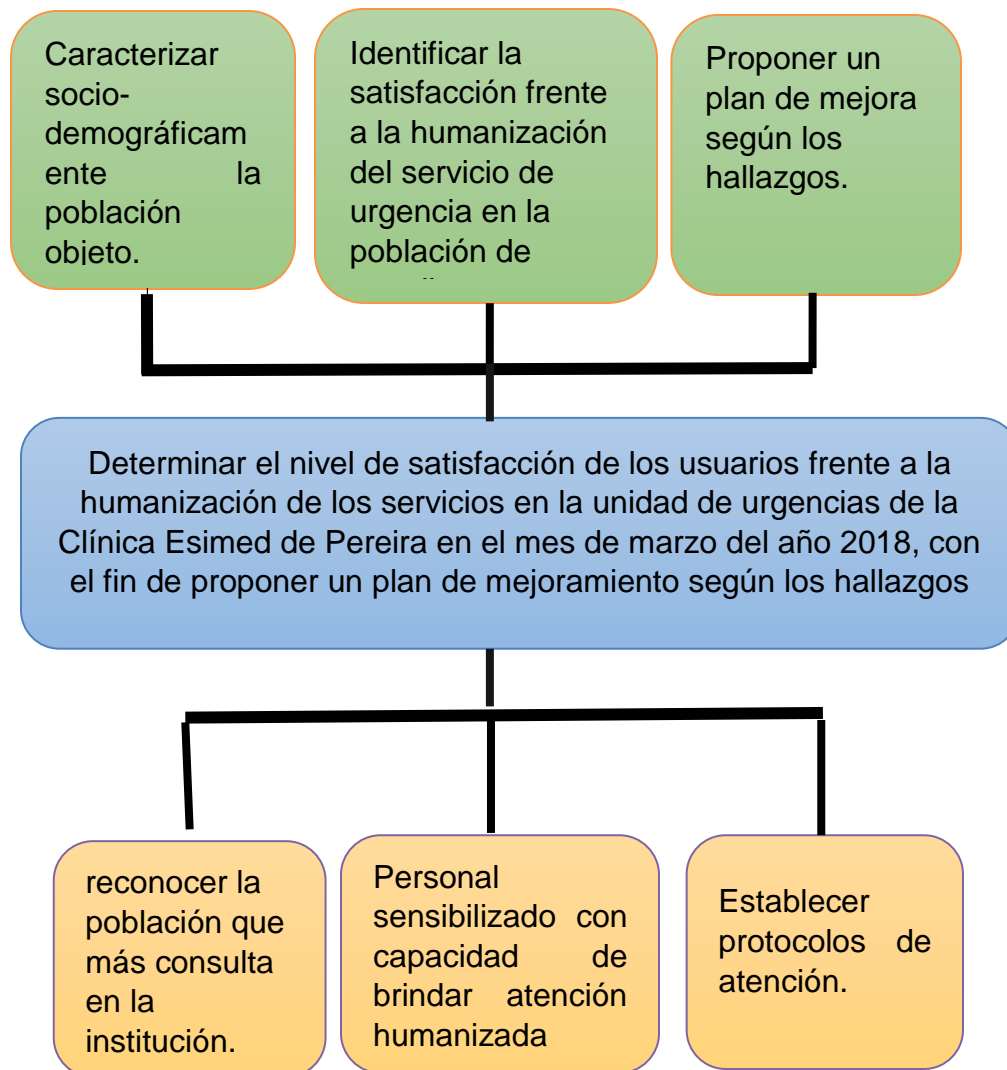 Caracterizar
socio-
demográficam
ente la
población
objeto.
Identificar la
satisfacción frente
a la humanización
del servicio de
urgencia en la
población de
Proponer un
plan de mejora
según los
hallazgos.
Determinar el nivel de satisfacción de los usuarios frente a la
humanización de los servicios en la unidad de urgencias de la
Clínica Esimed de Pereira en el mes de marzo del año 2018, con
el fin de proponer un plan de mejoramiento según los hallazgos
reconocer la
población que
más consulta
en la
institución.
Personal
sensibilizado con
capacidad de
brindar atención
humanizada
Establecer
protocolos de
atención.